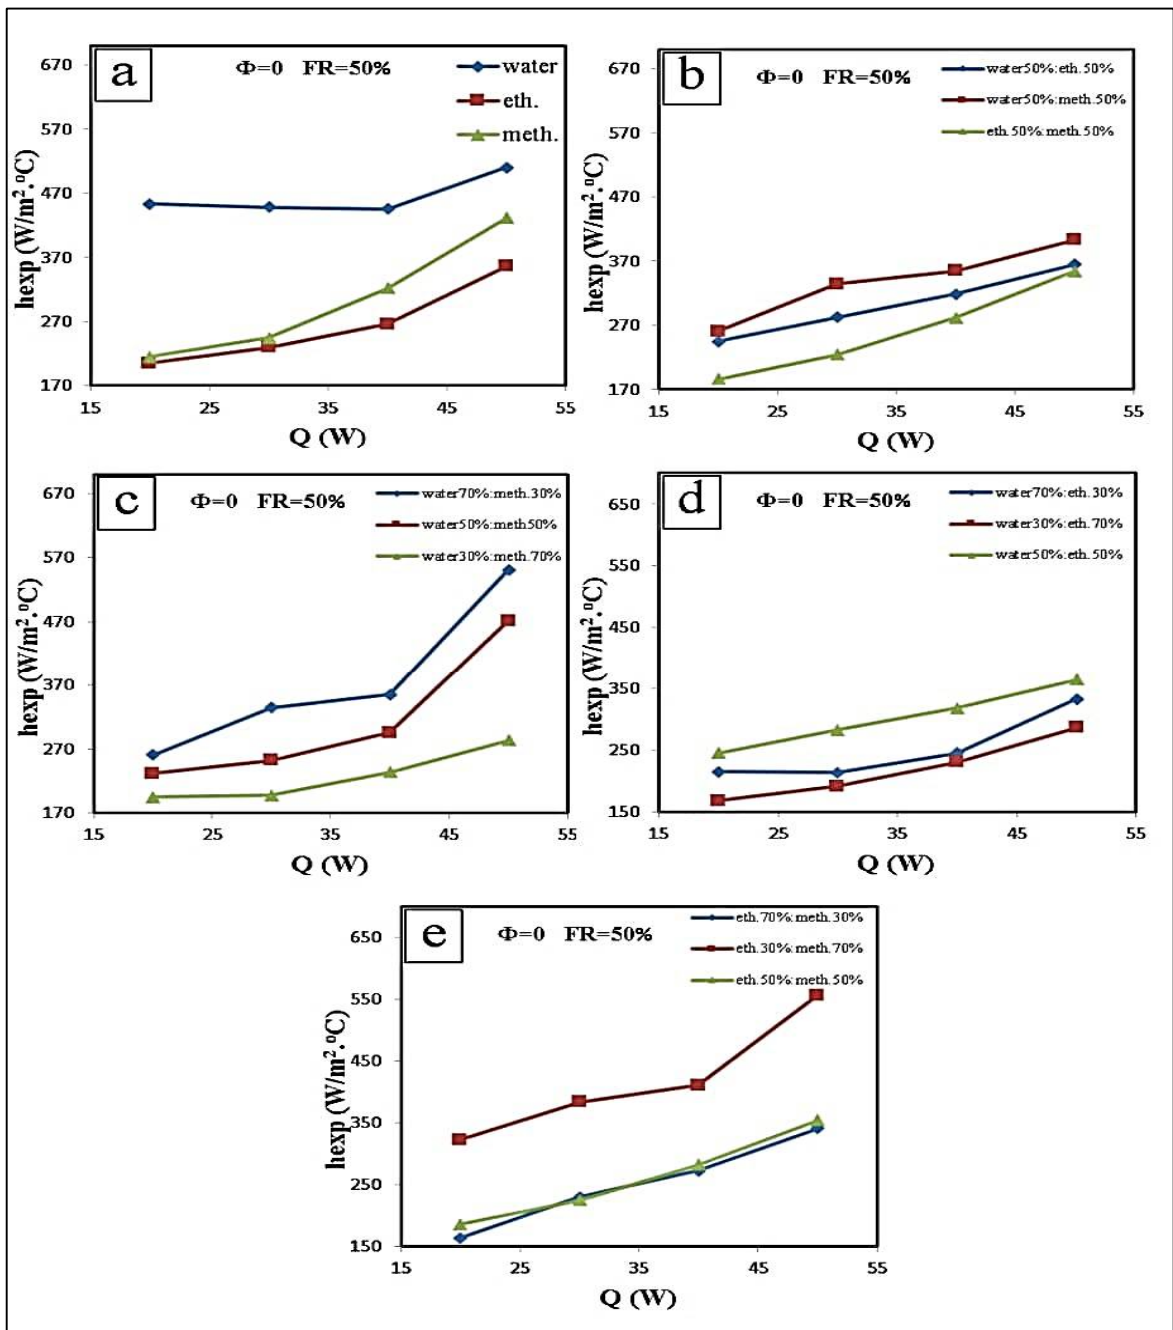 a
Φ=0 FR=50%
water
eth.
meth.
hexp (W/m².⁰C)
670
570
470
370
270
170
15 25 35 45 55
Q (W)
b
Φ=0 FR=50%
water50%:eth.50%
water50%:meth.50%
eth.50%:meth.50%
hexp (W/m².⁰C)
670
570
470
370
270
170
15 25 35 45 55
Q (W)
c
Φ=0 FR=50%
water70%:meth.30%
water50%:meth50%
water30%:meth.70%
hexp (W/m².⁰C)
670
570
470
370
270
170
15 25 35 45 55
Q (W)
d
Φ=0 FR=50%
water70%:eth.30%
water30%:eth.70%
water50%:eth.50%
hexp (W/m².⁰C)
650
550
450
350
250
150
15 25 35 45 55
Q (W)
e
Φ=0 FR=50%
eth.70%:meth.30%
eth.30%:meth.70%
eth.50%:meth.50%
hexp (W/m².⁰C)
650
550
450
350
250
150
15 25 35 45 55
Q (W)